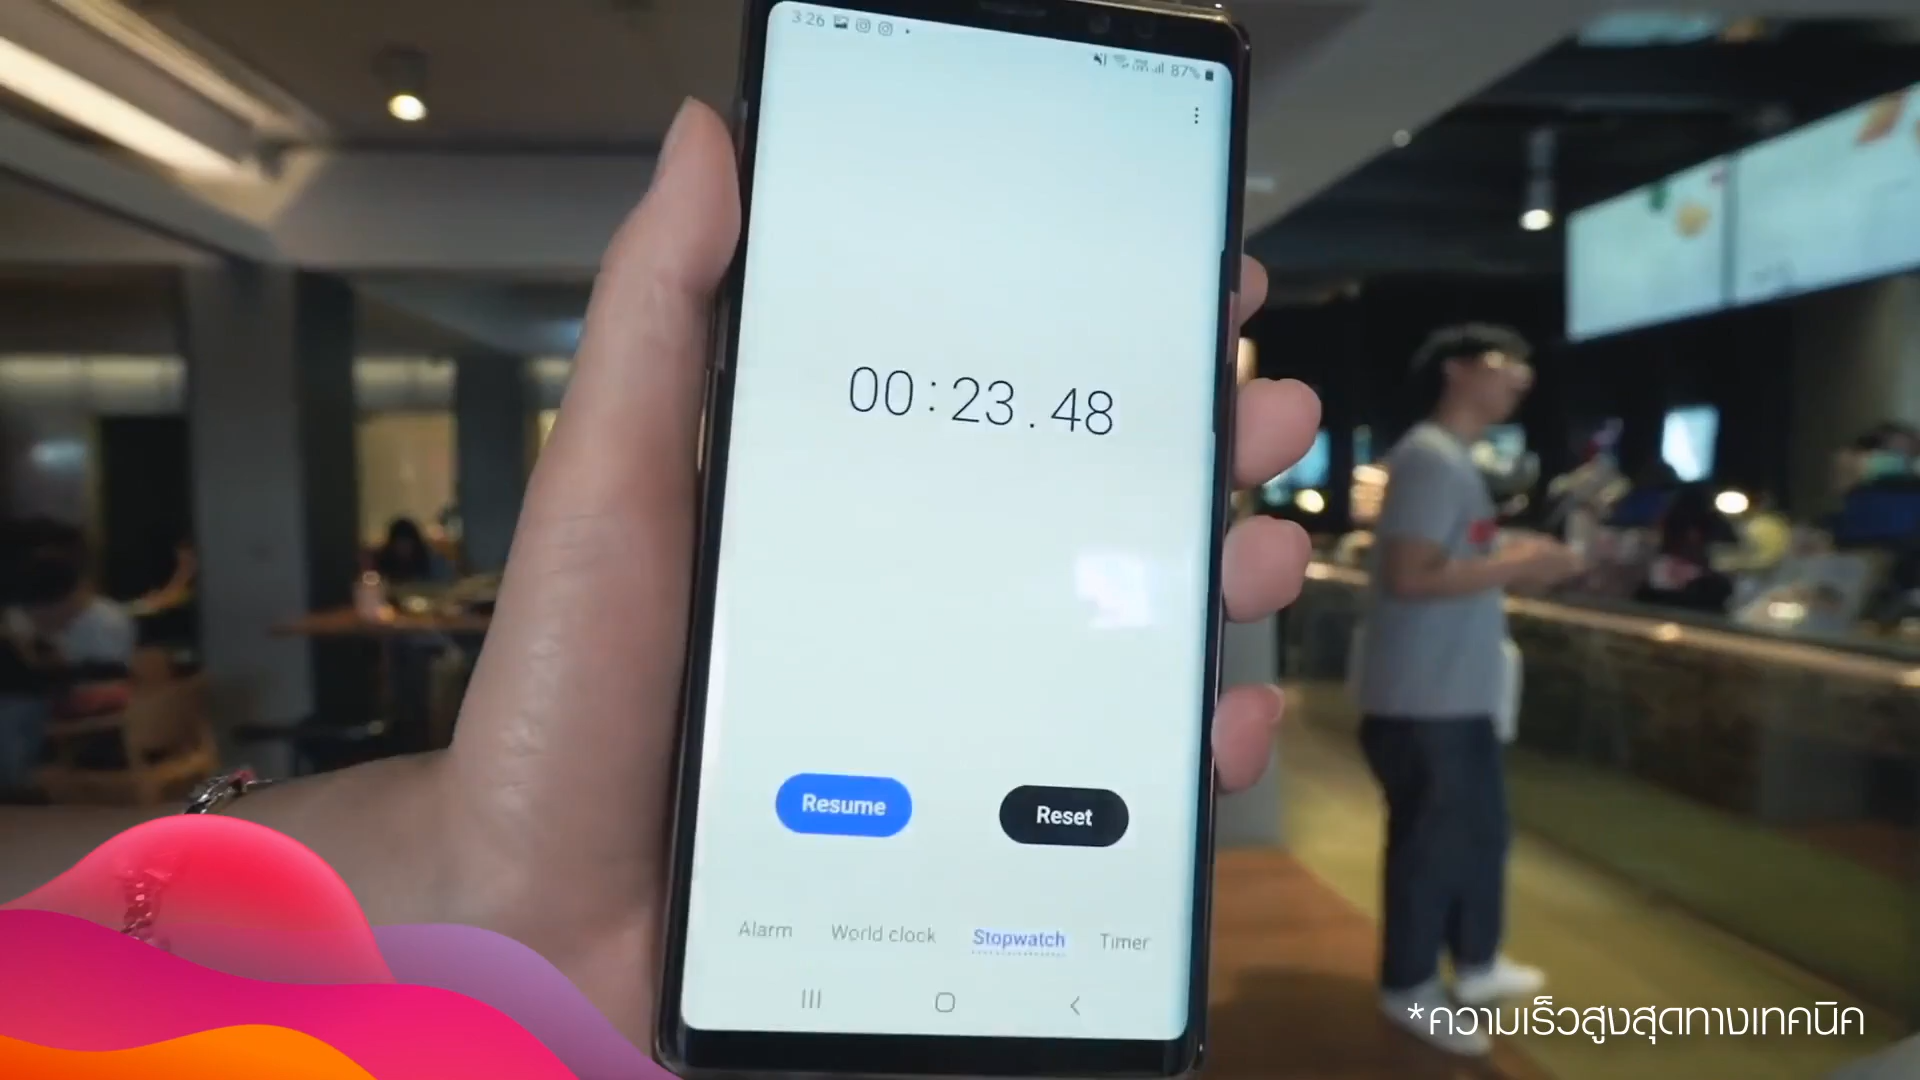 3:26
87%
00:23.48
Resume
Reset
Alarm World clock Stopwatch Timer
*ความเร็วสูงสุดทางเทคนิค